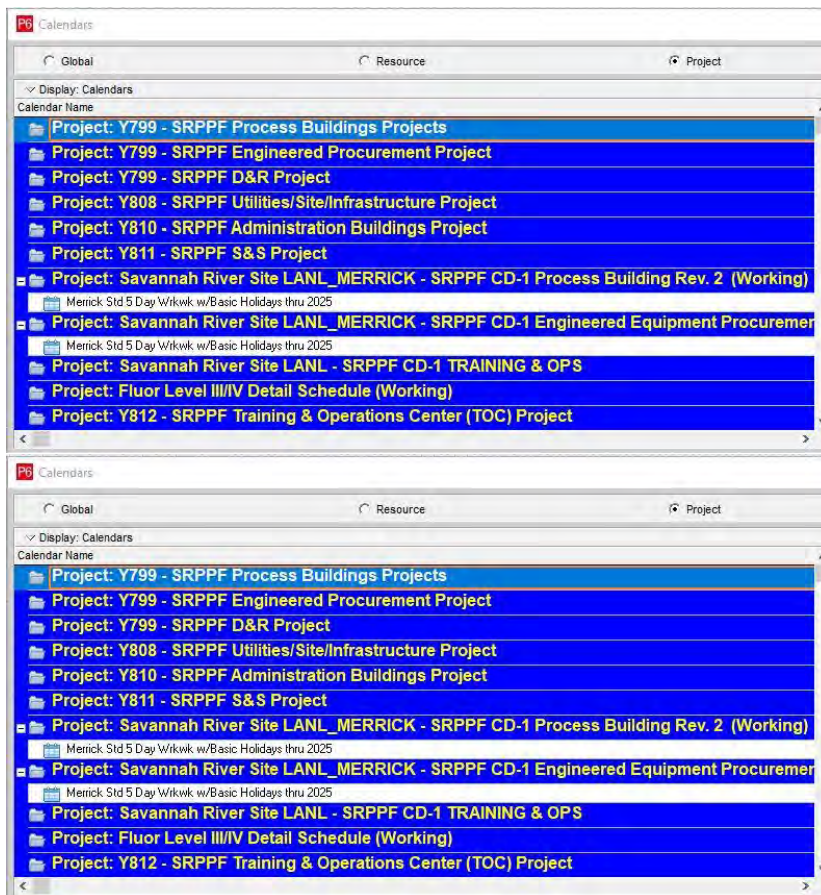 P6 Calendars
Global Resource Project
Display: Calendars
Calendar Name
Project: Y799 - SRPPF Process Buildings Projects
Project: Y799 - SRPPF Engineered Procurement Project
Project: Y799 - SRPPF D&R Project
Project: Y808 - SRPPF Utilities/Site/Infrastructure Project
Project: Y810 - SRPPF Administration Buildings Project
Project: Y811 - SRPPF S&S Project
Project: Savannah River Site LANL_MERRICK - SRPPF CD-1 Process Building Rev. 2 (Working)
Merrick Std 5 Day Wrkwk w/Basic Holidays thru 2025
Project: Savannah River Site LANL_MERRICK - SRPPF CD-1 Engineered Equipment Procuremer
Merrick Std 5 Day Wrkwk w/Basic Holidays thru 2025
Project: Savannah River Site LANL - SRPPF CD-1 TRAINING & OPS
Project: Fluor Level III/IV Detail Schedule (Working)
Project: Y812 - SRPPF Training & Operations Center (TOC) Project
P6 Calendars
Global Resource Project
Display: Calendars
Calendar Name
Project: Y799 - SRPPF Process Buildings Projects
Project: Y799 - SRPPF Engineered Procurement Project
Project: Y799 - SRPPF D&R Project
Project: Y808 - SRPPF Utilities/Site/Infrastructure Project
Project: Y810 - SRPPF Administration Buildings Project
Project: Y811 - SRPPF S&S Project
Project: Savannah River Site LANL_MERRICK - SRPPF CD-1 Process Building Rev. 2 (Working)
Merrick Std 5 Day Wrkwk w/Basic Holidays thru 2025
Project: Savannah River Site LANL_MERRICK - SRPPF CD-1 Engineered Equipment Procuremer
Merrick Std 5 Day Wrkwk w/Basic Holidays thru 2025
Project: Savannah River Site LANL - SRPPF CD-1 TRAINING & OPS
Project: Fluor Level III/IV Detail Schedule (Working)
Project: Y812 - SRPPF Training & Operations Center (TOC) Project